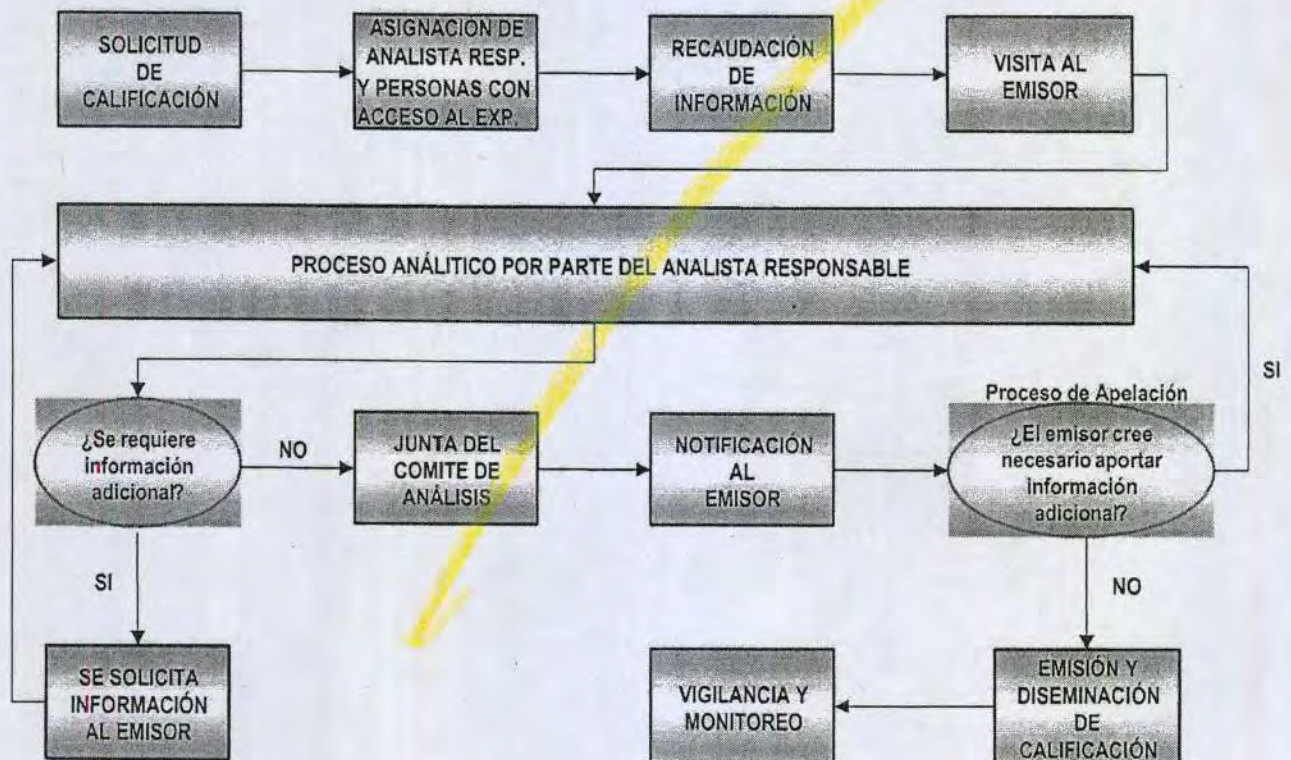 SOLICITUD
DE
CALIFICACIÓN
ASIGNACIÓN DE
ANALISTA RESP.
Y PERSONAS CON
ACCESO AL EXP.
RECAUDACIÓN
DE
INFORMACIÓN
VISITA AL
EMISOR
PROCESO ANÁLITICO POR PARTE DEL ANALISTA RESPONSABLE
¿Se requiere
información
adicional?
NO
JUNTA DEL
COMITE DE
ANÁLISIS
NOTIFICACIÓN
AL
EMISOR
Proceso de Apelación
¿El emisor cree
necesario aportar
información
adicional?
SI
SI
NO
SE SOLICITA
INFORMACIÓN
AL EMISOR
VIGILANCIA Y
MONITOREO
EMISIÓN Y
DISEMINACIÓN
DE
CALIFICACIÓN